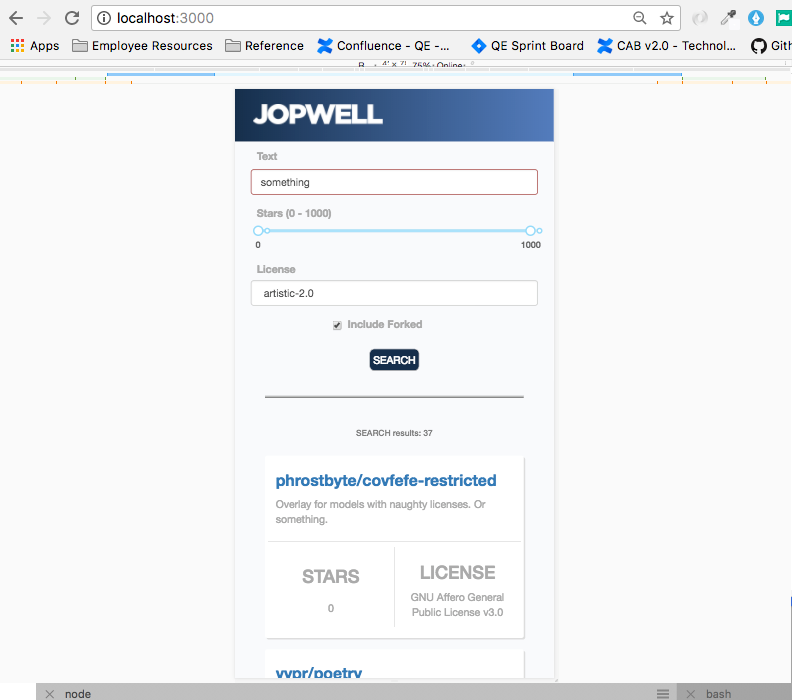 localhost:3000
Apps Employee Resources Reference Confluence - QE -... QE Sprint Board CAB v2.0 - Technol... Gith
75% Online
JOPWELL
Text
something
Stars (0 - 1000)
0 1000
License
artistic-2.0
Include Forked
SEARCH
SEARCH results: 37
phrostbyte/covfefe-restricted
Overlay for models with naughty licenses. Or
something.
STARS LICENSE
0 GNU Affero General
Public License v3.0
vvpr/poetry
node bash